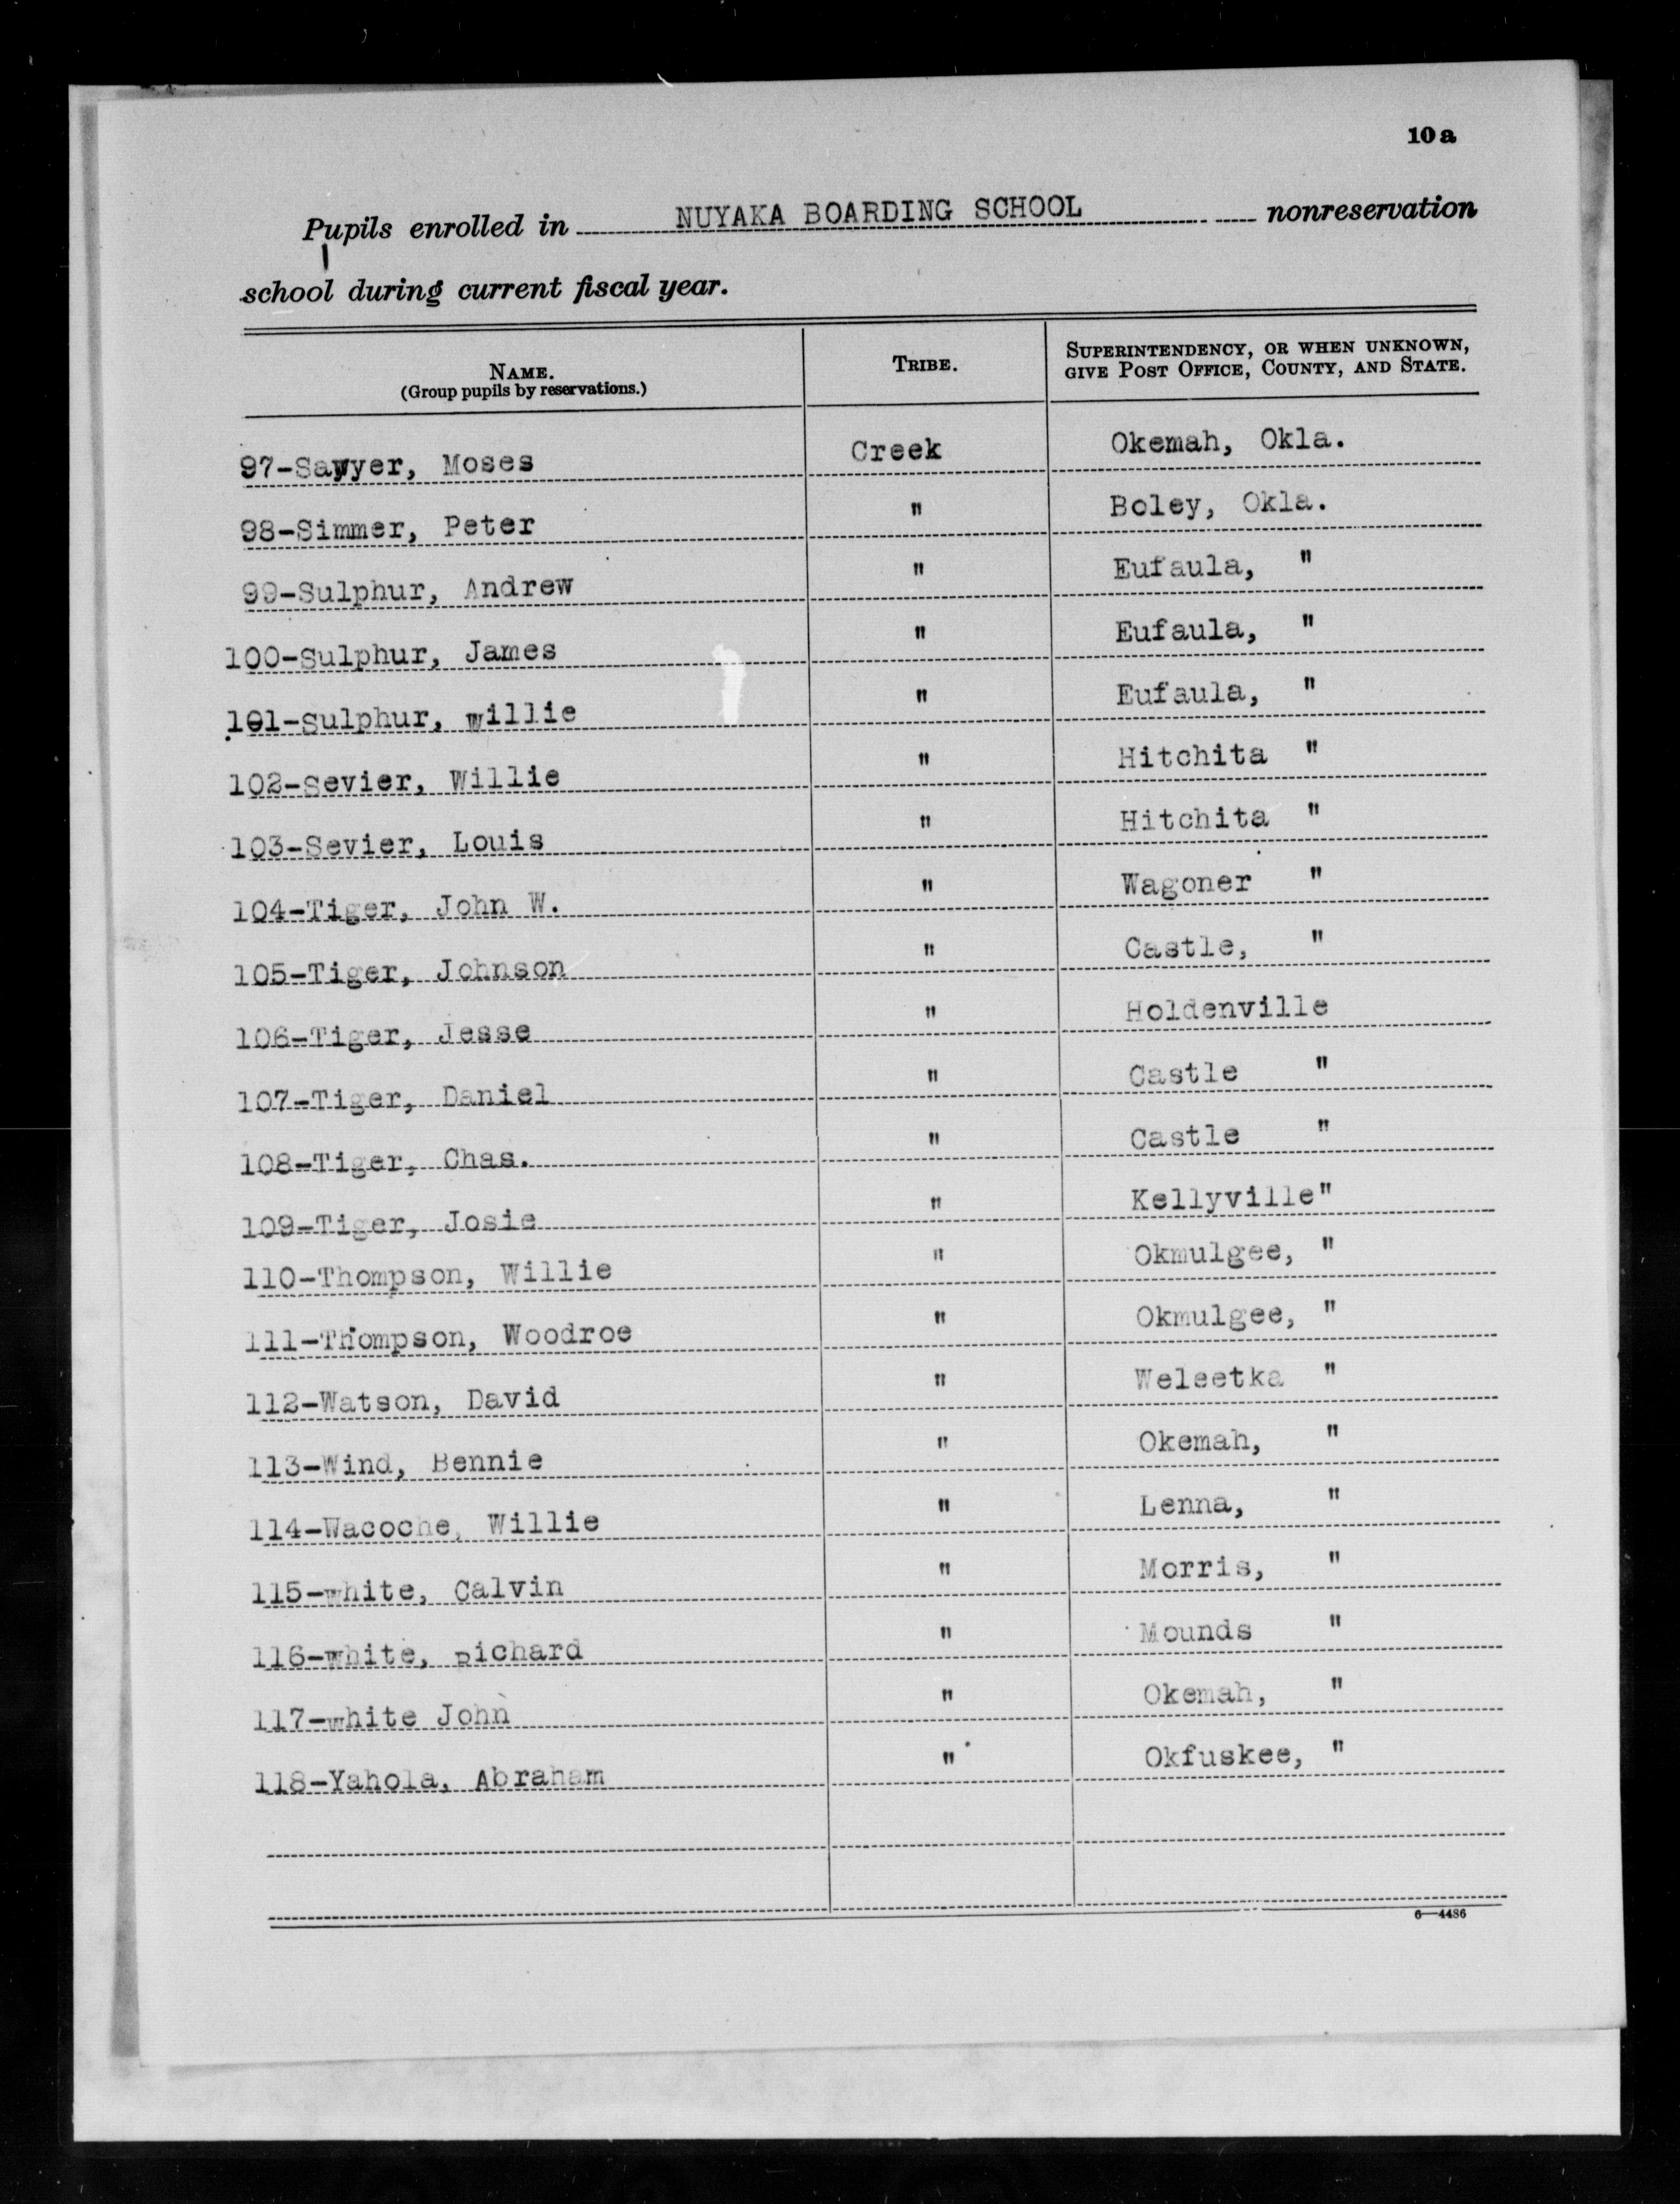 10 a
Pupils enrolled in NUYAKA BOARDING SCHOOL nonreservation
school during current fiscal year.
NAME. TRIBE. SUPERINTENDENCY, OR WHEN UNKNOWN,
(Group pupils by reservations.) GIVE POST OFFICE, COUNTY, AND STATE.
97-Sawyer, Moses Creek Okemah, Okla.
98-Simmer, Peter " Boley, Okla.
99-Sulphur, Andrew " Eufaula, "
100-Sulphur, James " Eufaula, "
101-Sulphur, Willie " Eufaula, "
102-Sevier, Willie " Hitchita "
103-Sevier, Louis " Hitchita "
104-Tiger, John W. " Wagoner "
105-Tiger, Johnson " Castle, "
106-Tiger, Jesse " Holdenville
107-Tiger, Daniel " Castle "
108-Tiger, Chas. " Castle "
109-Tiger, Josie " Kellyville"
110-Thompson, Willie " Okmulgee, "
111-Thompson, Woodroe " Okmulgee, "
112-Watson, David " Weleetka "
113-Wind, Bennie " Okemah, "
114-Wacoche, Willie " Lenna, "
115-White, Calvin " Morris, "
116-White, Richard " Mounds "
117-White John " Okemah, "
118-Yahola, Abraham " Okfuskee, "
6—4486